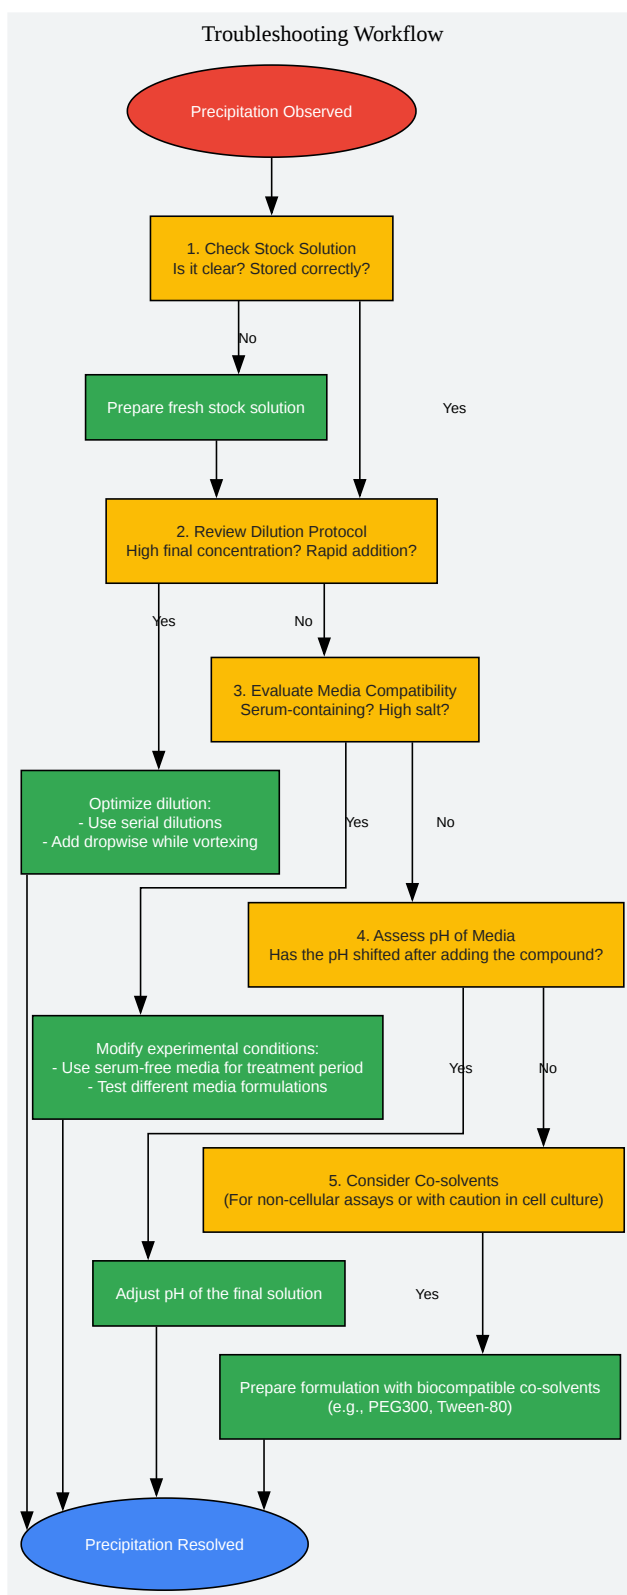 Troubleshooting Workflow
Precipitation Observed
1. Check Stock Solution
Is it clear? Stored correctly?
No
Prepare fresh stock solution
Yes
2. Review Dilution Protocol
High final concentration? Rapid addition?
Yes
No
3. Evaluate Media Compatibility
Serum-containing? High salt?
Optimize dilution:
- Use serial dilutions
- Add dropwise while vortexing
Yes
No
4. Assess pH of Media
Has the pH shifted after adding the compound?
Modify experimental conditions:
- Use serum-free media for treatment period
- Test different media formulations
Yes
No
5. Consider Co-solvents
(For non-cellular assays or with caution in cell culture)
Adjust pH of the final solution
Yes
Prepare formulation with biocompatible co-solvents
(e.g., PEG300, Tween-80)
Precipitation Resolved